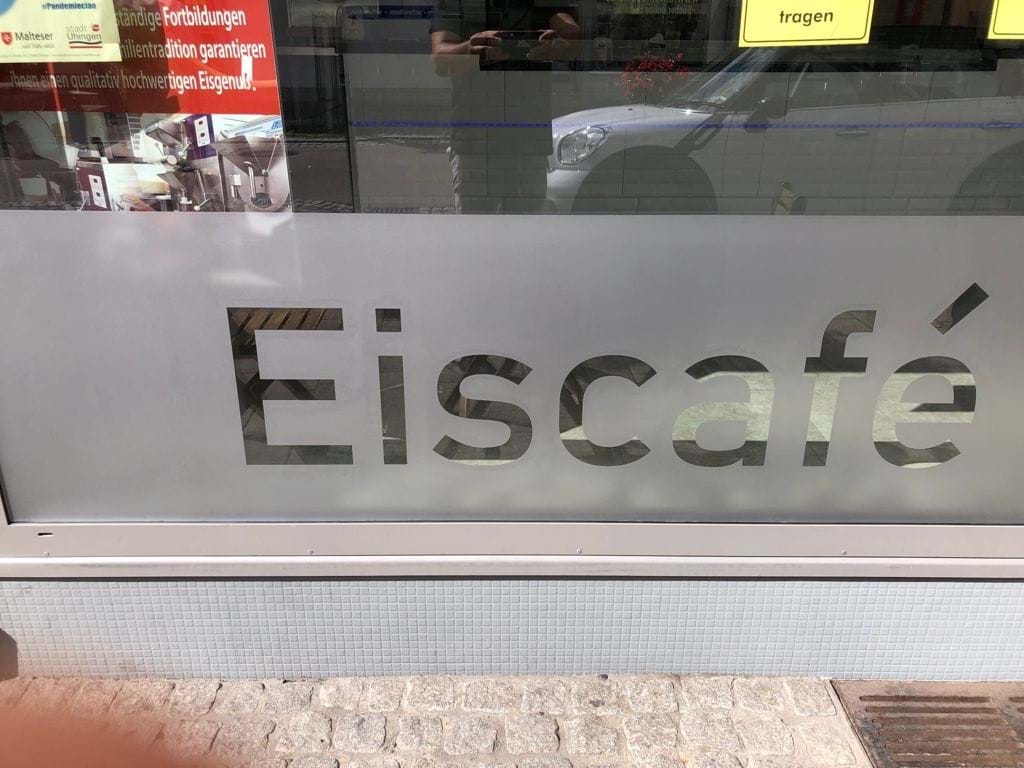 #Pandemiecian
Malteser
stadt
Uhingen
ständige Fortbildungen
milientradition garantieren
ihnen einen qualitativ hochwertigen Eisgenuß.
tragen
Eiscafé